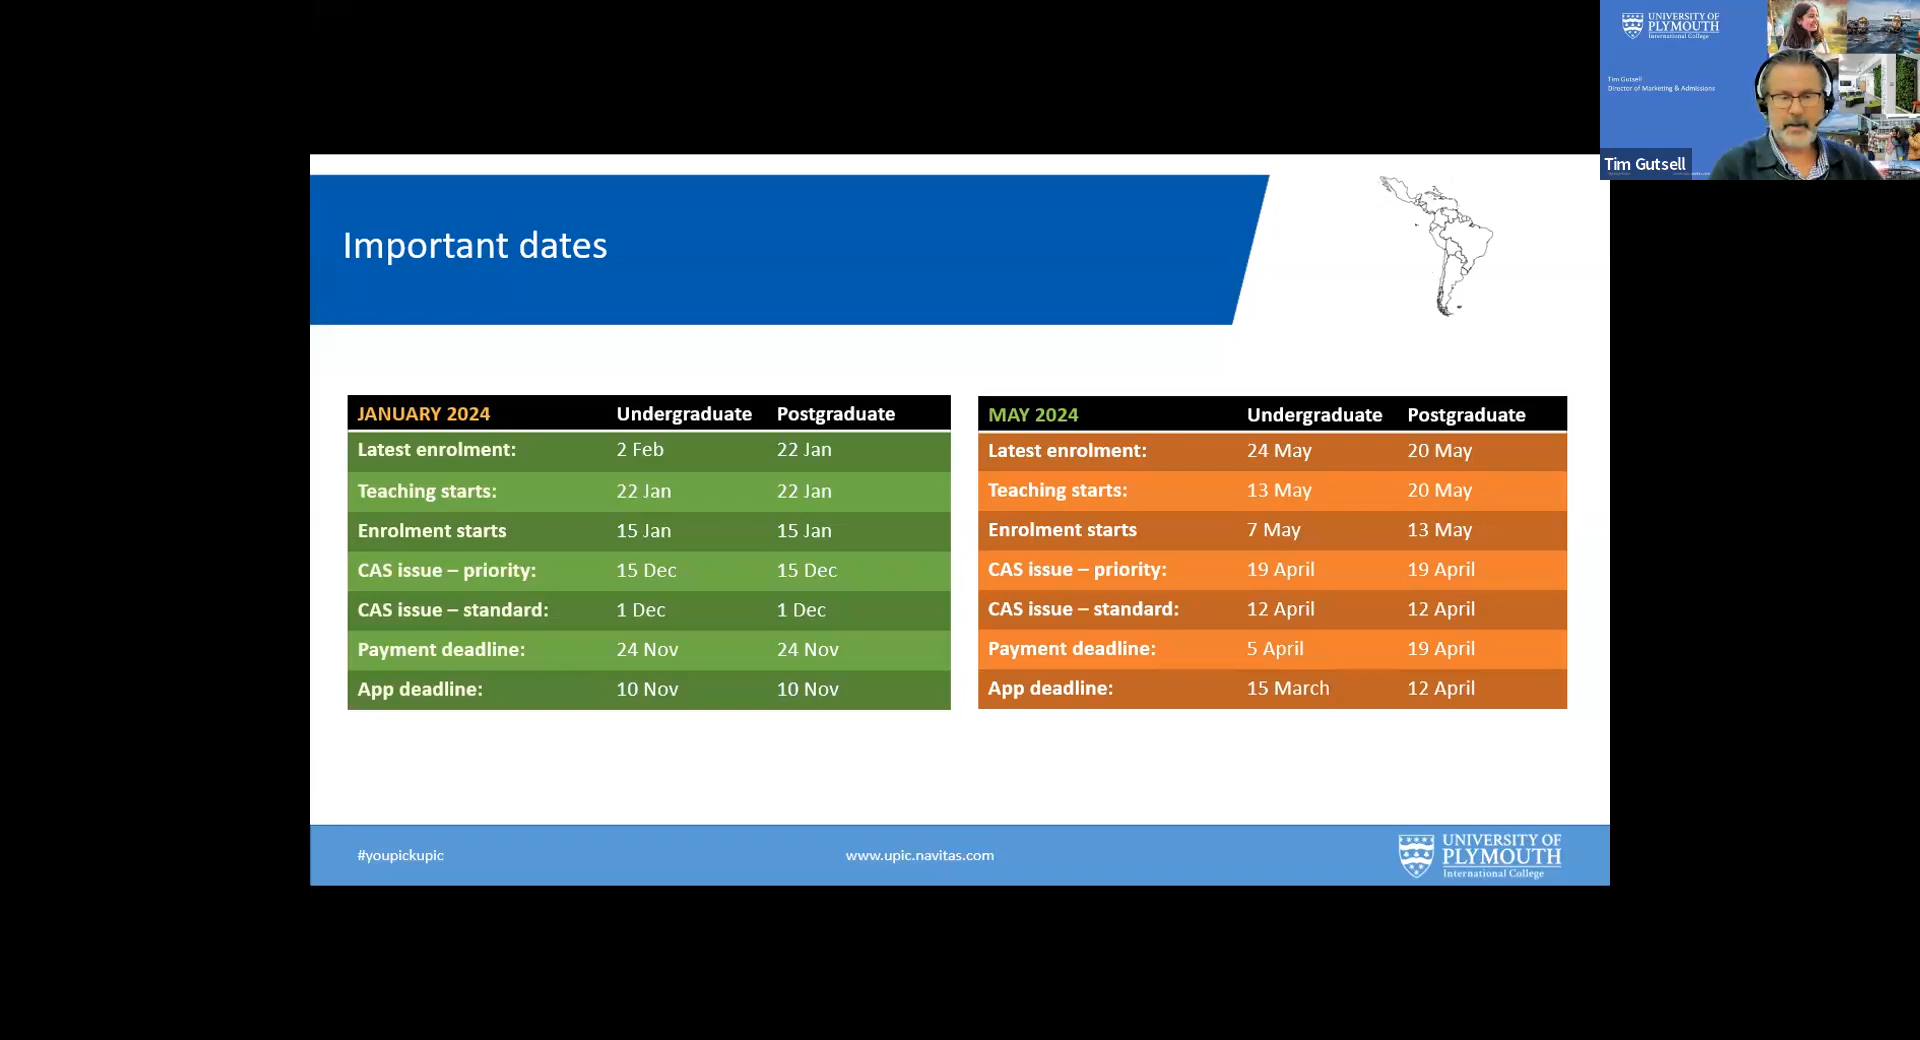 UNIVERSITY OF
PLYMOUTH
International College
Tim Gutsell
Director of Marketing & Admissions
Tim Gutsell
Important dates
JANUARY 2024 Undergraduate Postgraduate
Latest enrolment: 2 Feb 22 Jan
Teaching starts: 22 Jan 22 Jan
Enrolment starts 15 Jan 15 Jan
CAS issue – priority: 15 Dec 15 Dec
CAS issue – standard: 1 Dec 1 Dec
Payment deadline: 24 Nov 24 Nov
App deadline: 10 Nov 10 Nov
MAY 2024 Undergraduate Postgraduate
Latest enrolment: 24 May 20 May
Teaching starts: 13 May 20 May
Enrolment starts 7 May 13 May
CAS issue – priority: 19 April 19 April
CAS issue – standard: 12 April 12 April
Payment deadline: 5 April 19 April
App deadline: 15 March 12 April
#youpickupic
www.upic.navitas.com
UNIVERSITY OF
PLYMOUTH
International College